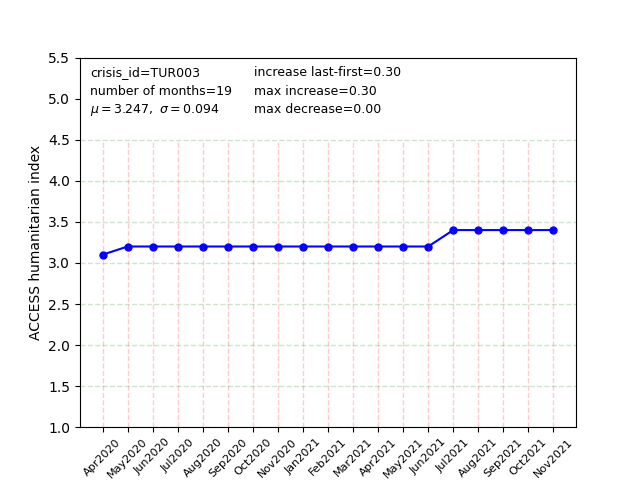 crisis_id=TUR003
number of months=19
μ = 3.247, σ = 0.094
increase last-first=0.30
max increase=0.30
max decrease=0.00
ACCESS humanitarian index
5.5
5.0
4.5
4.0
3.5
3.0
2.5
2.0
1.5
1.0
Apr2020
May2020
Jun2020
Jul2020
Aug2020
Sep2020
Oct2020
Nov2020
Jan2021
Feb2021
Mar2021
Apr2021
May2021
Jun2021
Jul2021
Aug2021
Sep2021
Oct2021
Nov2021